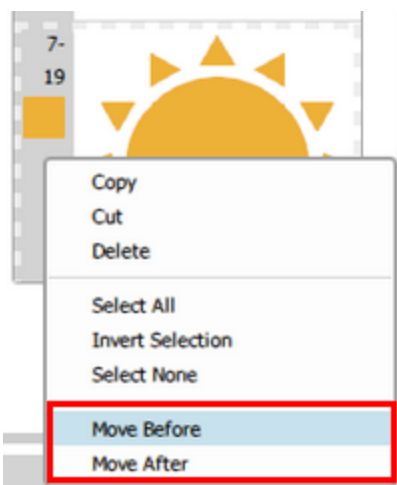 7-
19
Copy
Cut
Delete
Select All
Invert Selection
Select None
Move Before
Move After